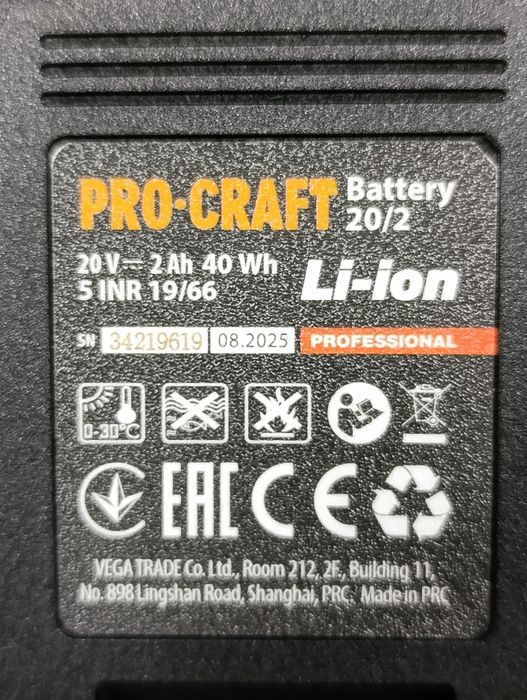 PRO·CRAFT Battery 20/2
20 V⎓ 2 Ah 40 Wh
5 INR 19/66
Li-ion
SN 34219619 08.2025 PROFESSIONAL
0-30°C
EAC CE
VEGA TRADE Co. Ltd., Room 212, 2F., Building 11,
No. 898 Lingshan Road, Shanghai, PRC. Made in PRC